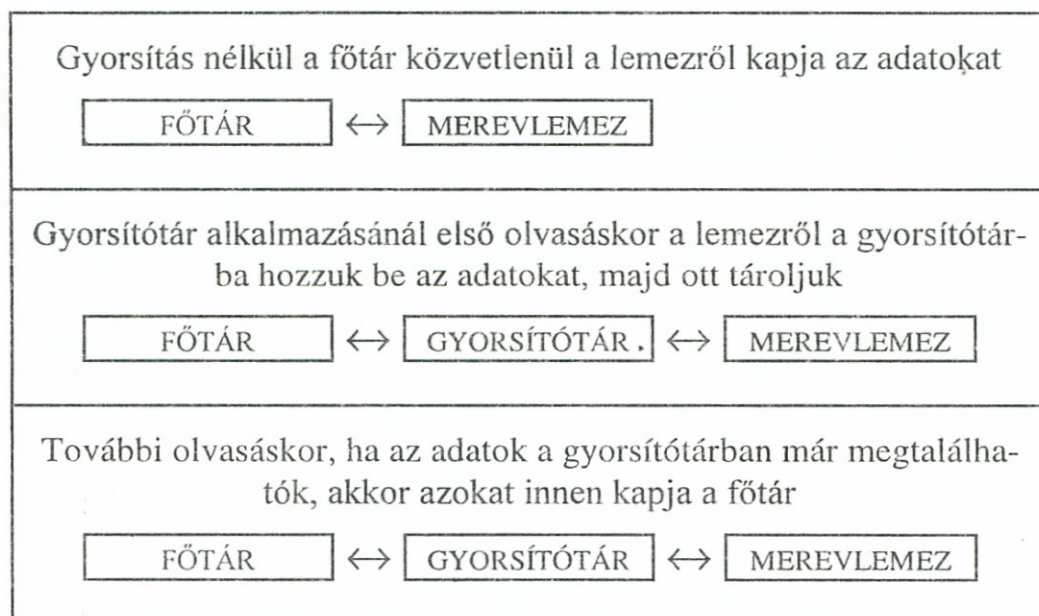 Gyorsítás nélkül a főtár közvetlenül a lemezről kapja az adatokat
FŐTÁR ↔ MEREVLEMEZ
Gyorsítótár alkalmazásánál első olvasáskor a lemezről a gyorsítótár-
ba hozzuk be az adatokat, majd ott tároljuk
FŐTÁR ↔ GYORSÍTÓTÁR ↔ MEREVLEMEZ
További olvasáskor, ha az adatok a gyorsítótárban már megtalálha-
tók, akkor azokat innen kapja a főtár
FŐTÁR ↔ GYORSÍTÓTÁR ↔ MEREVLEMEZ